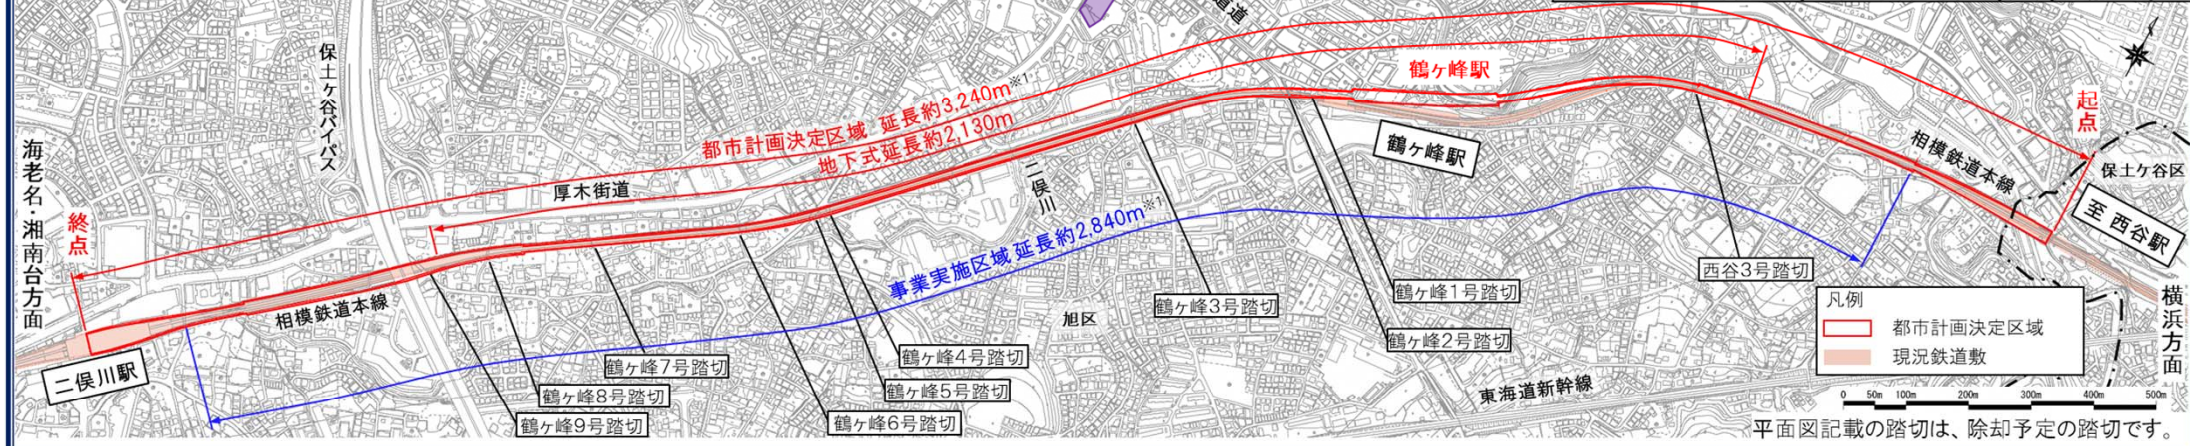 道道
保土ヶ谷バイパス
海老名・湘南台方面
終点
都市計画決定区域 延長約3,240m※1
地下式延長約2,130m
厚木街道
事業実施区域 延長約2,840m※1
鶴ヶ峰駅
鶴ヶ峰駅
二俣川
起点
保土ケ谷区
相模鉄道本線
至 西谷駅
横浜方面
相模鉄道本線
二俣川駅
旭区
鶴ヶ峰9号踏切
鶴ヶ峰8号踏切
鶴ヶ峰7号踏切
鶴ヶ峰6号踏切
鶴ヶ峰5号踏切
鶴ヶ峰4号踏切
鶴ヶ峰3号踏切
鶴ヶ峰2号踏切
鶴ヶ峰1号踏切
西谷3号踏切
東海道新幹線
凡例
都市計画決定区域
現況鉄道敷
0 50m 100m 200m 300m 400m 500m
平面図記載の踏切は、除却予定の踏切です。